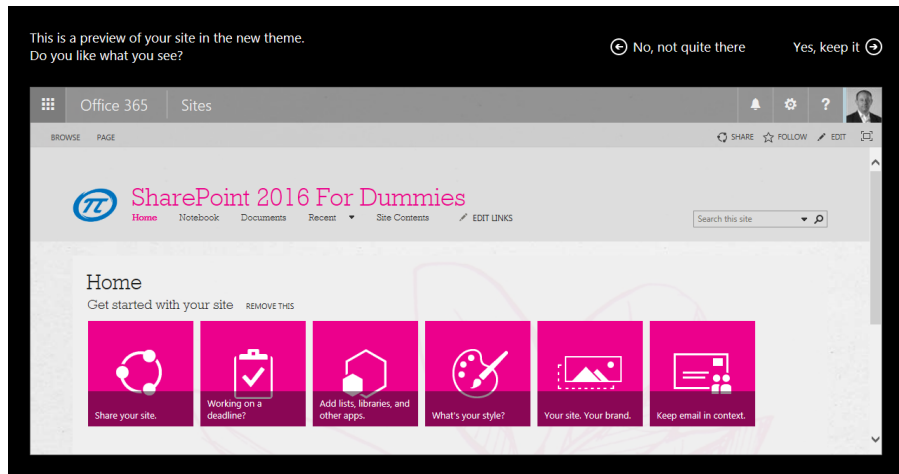 This is a preview of your site in the new theme.
Do you like what you see?
No, not quite there
Yes, keep it
Office 365
Sites
?
BROWSE
PAGE
SHARE
FOLLOW
EDIT
π
SharePoint 2016 For Dummies
Home
Notebook
Documents
Recent
Site Contents
EDIT LINKS
Search this site
Home
Get started with your site
REMOVE THIS
Share your site.
Working on a
deadline?
Add lists, libraries, and
other apps.
What's your style?
Your site. Your brand.
Keep email in context.